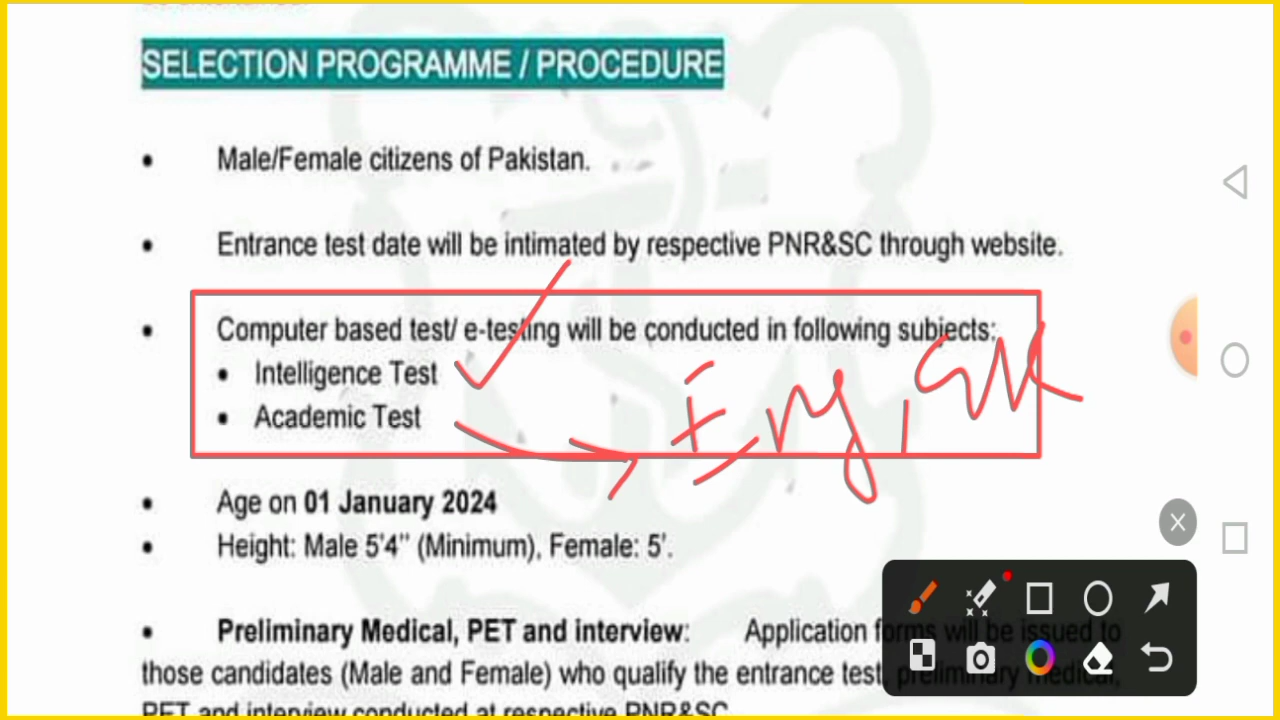 SELECTION PROGRAMME / PROCEDURE
• Male/Female citizens of Pakistan.
• Entrance test date will be intimated by respective PNR&SC through website.
• Computer based test/ e-testing will be conducted in following subjects:
• Intelligence Test
• Academic Test
Eng, GK
• Age on 01 January 2024
• Height: Male 5'4" (Minimum), Female: 5'.
• Preliminary Medical, PET and interview: Application forms will be issued to
those candidates (Male and Female) who qualify the entrance test, preliminary medical,
PET and interview conducted at respective PNR&SC.